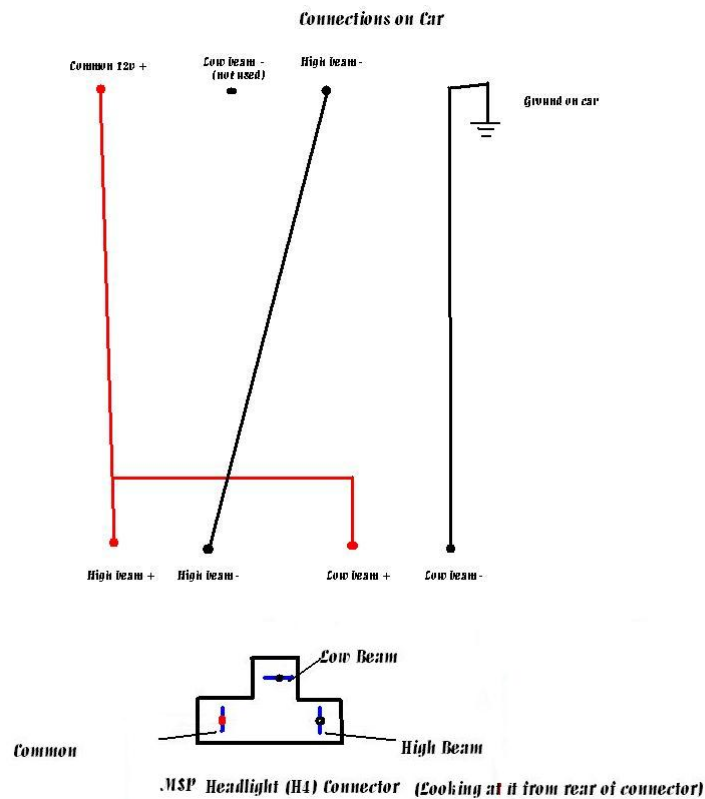 Connections on Car
Common 12v +
Low beam -
(not used)
High beam-
Ground on car
High beam +
High beam-
Low beam +
Low beam-
Low Beam
Common
High Beam
MSP Headlight (H4) Connector (Looking at it from rear of connector)